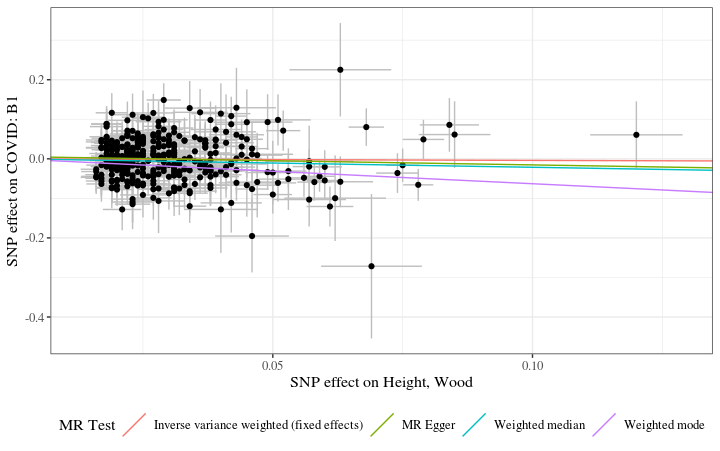 SNP effect on COVID: B1
0.2
0.0
-0.2
-0.4
0.05
0.10
SNP effect on Height, Wood
MR Test
Inverse variance weighted (fixed effects)
MR Egger
Weighted median
Weighted mode